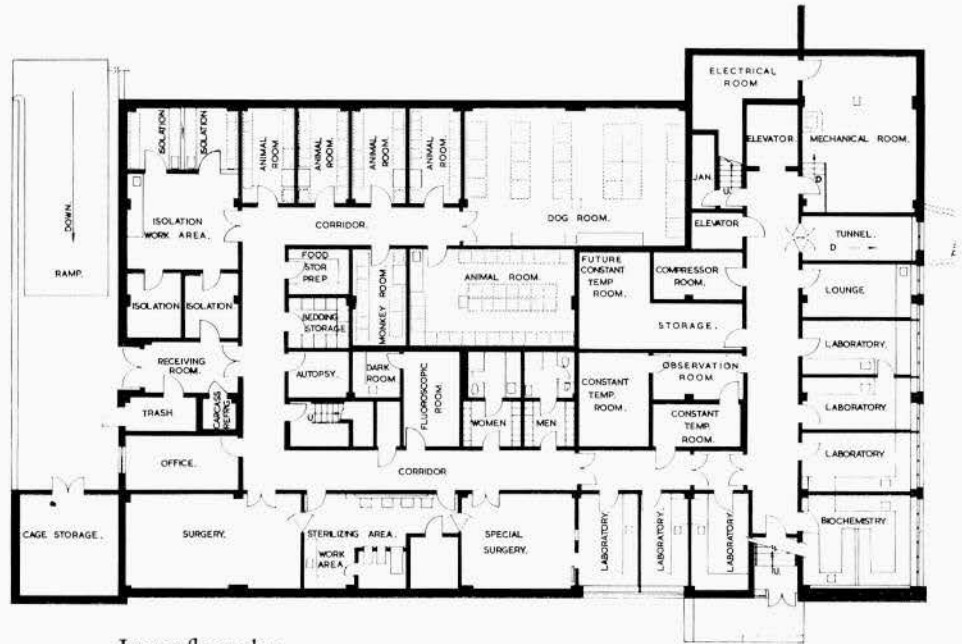 ELECTRICAL
ROOM
ELEVATOR
MECHANICAL ROOM.
ISOLATION
ISOLATION
ANIMAL
ROOM.
ANIMAL
ROOM.
ANIMAL
ROOM.
ANIMAL
ROOM.
DOWN.
RAMP.
JAN.
U.
D
ISOLATION
WORK AREA.
CORRIDOR.
DOG ROOM.
ELEVATOR
TUNNEL.
D
FOOD
STOR
PREP
MONKEY ROOM
ANIMAL ROOM.
FUTURE
CONSTANT
TEMP
ROOM.
COMPRESSOR
ROOM.
LOUNGE
ISOLATION
ISOLATION
BEDDING
STORAGE
STORAGE.
LABORATORY.
RECEIVING
ROOM.
AUTOPSY.
DARK
ROOM
FLUOROSCOPIC
ROOM
CONSTANT
TEMP.
ROOM.
OBSERVATION
ROOM
LABORATORY
TRASH
CARCASS
REFRG.
U
WOMEN
MEN
CONSTANT
TEMP.
ROOM.
OFFICE.
CORRIDOR
LABORATORY
CAGE STORAGE.
SURGERY.
STERILIZING AREA.
WORK
AREA.
SPECIAL
SURGERY.
LABORATORY
LABORATORY
LABORATORY
U.
BIOCHEMISTRY